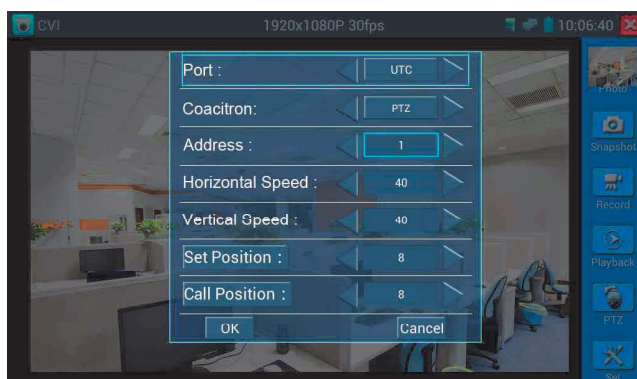 CVI 1920x1080P 30fps 10:06:40
Port : UTC
Coacitron: PTZ
Address : 1
Horizontal Speed : 40
Vertical Speed : 40
Set Position : 8
Call Position : 8
OK Cancel
Photo
Snapshot
Record
Playback
PTZ
Set